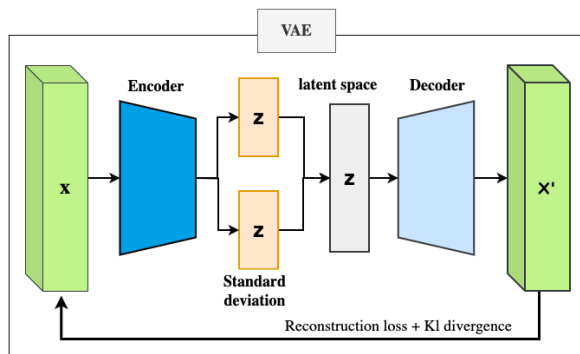 VAE
Encoder
latent space
Decoder
x
z
z
z
x'
Standard
deviation
Reconstruction loss + Kl divergence